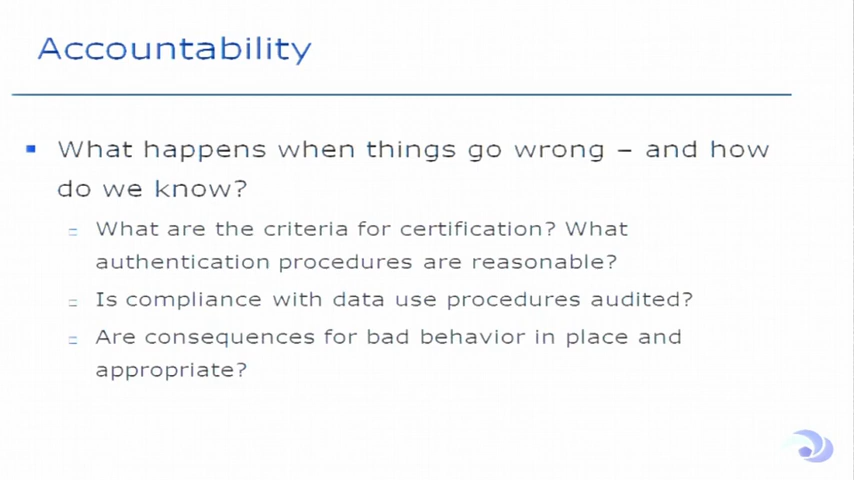 Accountability
What happens when things go wrong – and how
do we know?
What are the criteria for certification? What
authentication procedures are reasonable?
Is compliance with data use procedures audited?
Are consequences for bad behavior in place and
appropriate?